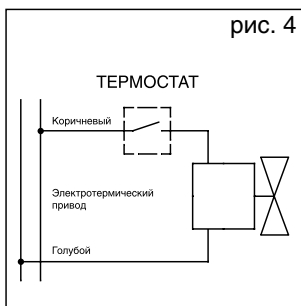 рис. 4
ТЕРМОСТАТ
Коричневый
Электротермический
привод
Голубой